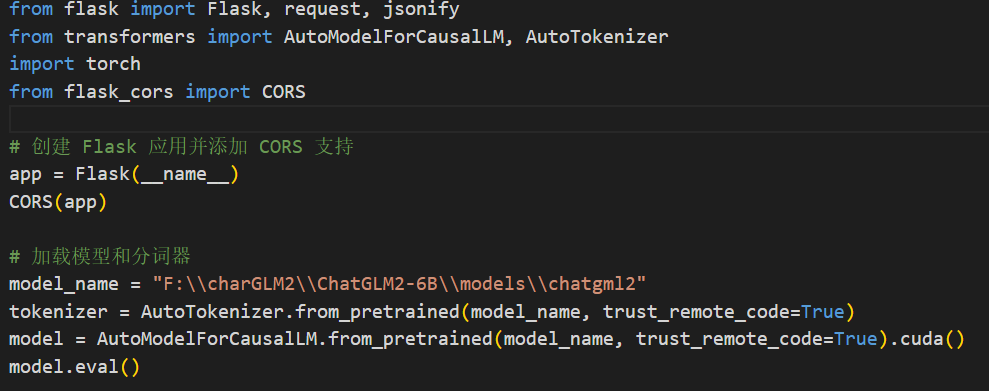 from flask import Flask, request, jsonify
from transformers import AutoModelForCausalLM, AutoTokenizer
import torch
from flask_cors import CORS
# 创建 Flask 应用并添加 CORS 支持
app = Flask(__name__)
CORS(app)
# 加载模型和分词器
model_name = "F:\\charGLM2\\ChatGLM2-6B\\models\\chatgml2"
tokenizer = AutoTokenizer.from_pretrained(model_name, trust_remote_code=True)
model = AutoModelForCausalLM.from_pretrained(model_name, trust_remote_code=True).cuda()
model.eval()